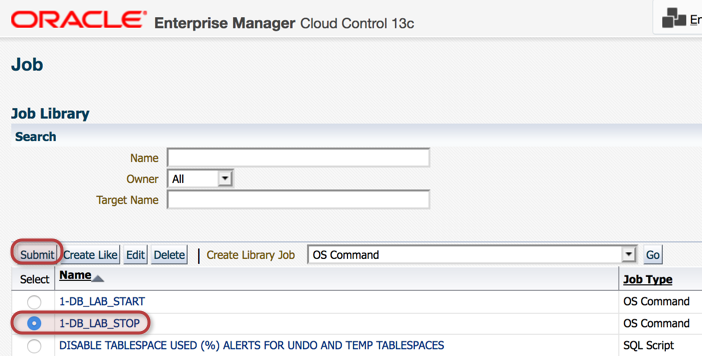 ORACLE® Enterprise Manager Cloud Control 13c
En
Job
Job Library
Search
Name
Owner All
Target Name
Submit Create Like Edit Delete | Create Library Job OS Command Go
Select Name Job Type
1-DB_LAB_START OS Command
1-DB_LAB_STOP OS Command
DISABLE TABLESPACE USED (%) ALERTS FOR UNDO AND TEMP TABLESPACES SQL Script